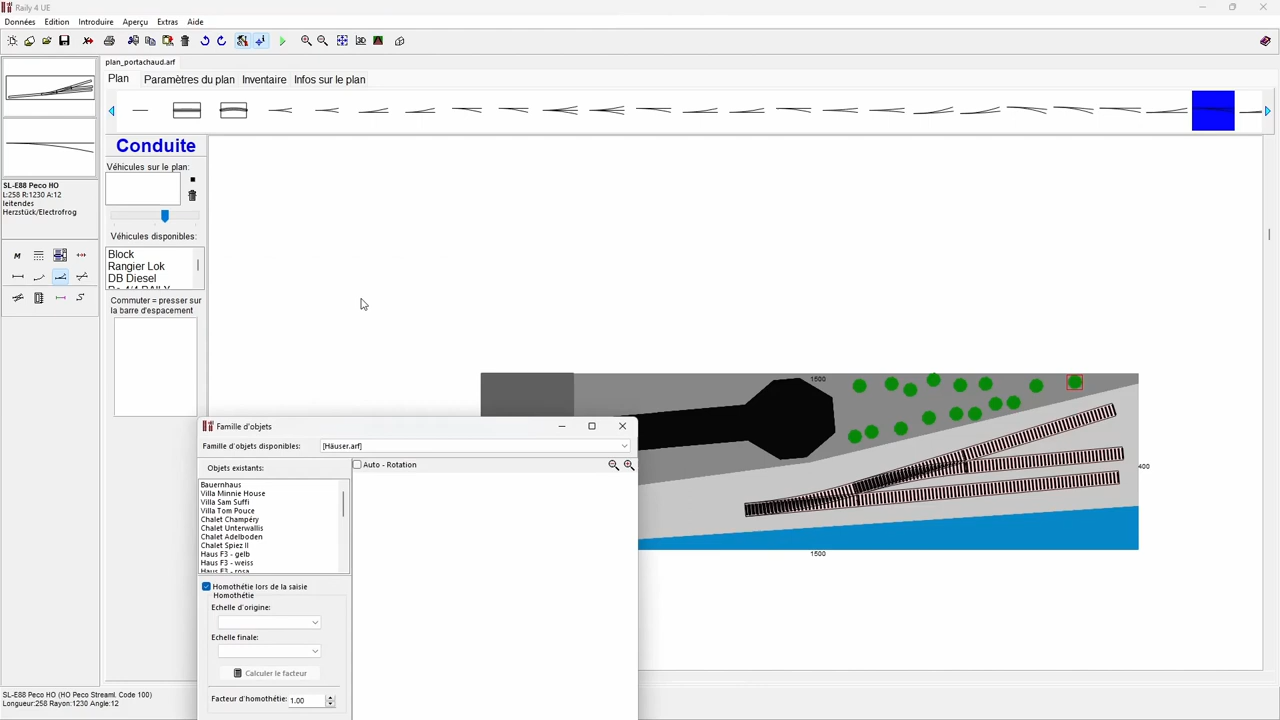 Raily 4 UE
Données Edition Introduire Aperçu Extras Aide
plan_portachaud.arf
Plan Paramètres du plan Inventaire Infos sur le plan
Conduite
Véhicules sur le plan:
SL-E88 Peco HO
L:258 R:1230 A:12
leitendes
Herzstück/Electrofrog
Véhicules disponibles:
Block
Rangier Lok
DB Diesel
Commuter = presser sur
la barre d'espacement
1500
400
1500
Famille d'objets
Famille d'objets disponibles: [Häuser.arf]
Objets existants:
Auto - Rotation
Bauernhaus
Villa Minnie House
Villa Sam Suffi
Villa Tom Pouce
Chalet Champéry
Chalet Unterwallis
Chalet Adelboden
Chalet Spiez II
Haus F3 - gelb
Haus F3 - weiss
Haus F3 - rosa
Homothétie lors de la saisie
Homothétie
Echelle d'origine:
Echelle finale:
Calculer le facteur
Facteur d'homothétie: 1.00
SL-E88 Peco HO (HO Peco Streaml. Code 100)
Longueur:258 Rayon:1230 Angle:12